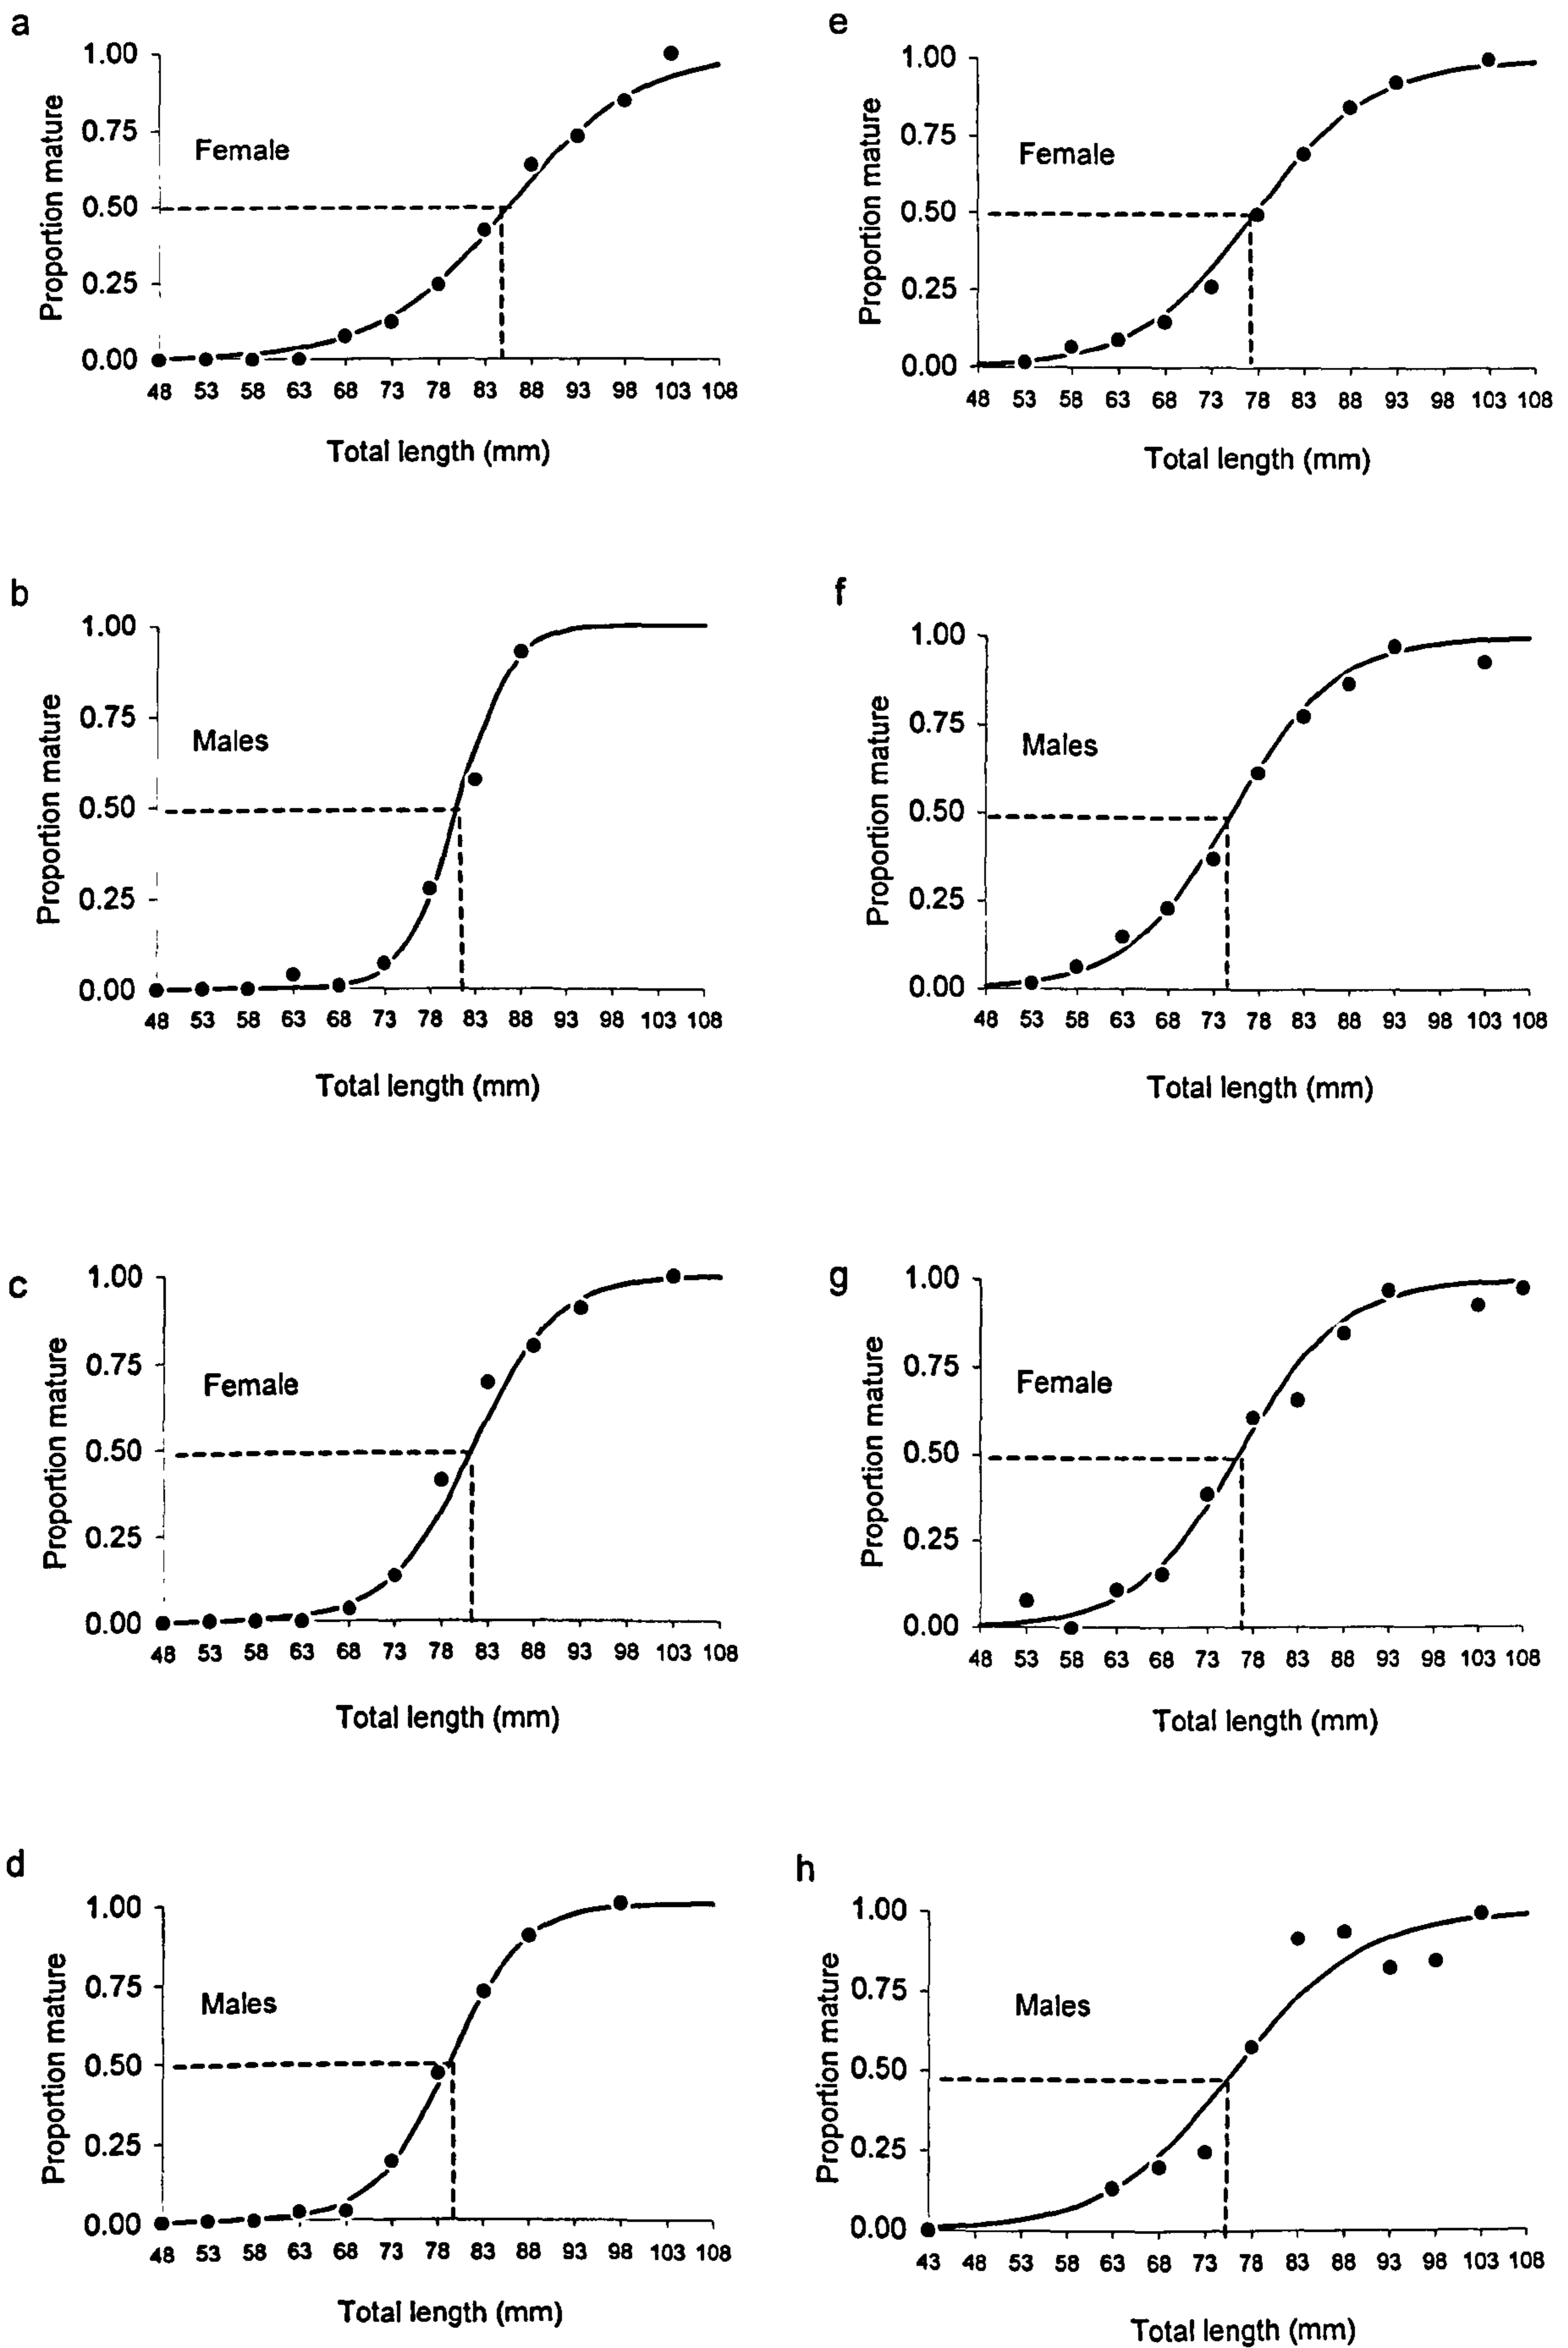 a
1.00
0.75
0.50
0.25
0.00
Proportion mature
Female
48 53 58 63 68 73 78 83 88 93 98 103 108
Total length (mm)
b
1.00
0.75
0.50
0.25
0.00
Proportion mature
Males
48 53 58 63 68 73 78 83 88 93 98 103 108
Total length (mm)
c
1.00
0.75
0.50
0.25
0.00
Proportion mature
Female
48 53 58 63 68 73 78 83 88 93 98 103 108
Total length (mm)
d
1.00
0.75
0.50
0.25
0.00
Proportion mature
Males
48 53 58 63 68 73 78 83 88 93 98 103 108
Total length (mm)
e
1.00
0.75
0.50
0.25
0.00
Proportion mature
Female
48 53 58 63 68 73 78 83 88 93 98 103 108
Total length (mm)
f
1.00
0.75
0.50
0.25
0.00
Proportion mature
Males
48 53 58 63 68 73 78 83 88 93 98 103 108
Total length (mm)
g
1.00
0.75
0.50
0.25
0.00
Proportion mature
Female
48 53 58 63 68 73 78 83 88 93 98 103 108
Total length (mm)
h
1.00
0.75
0.50
0.25
0.00
Proportion mature
Males
43 48 53 58 63 68 73 78 83 88 93 98 103 108
Total length (mm)